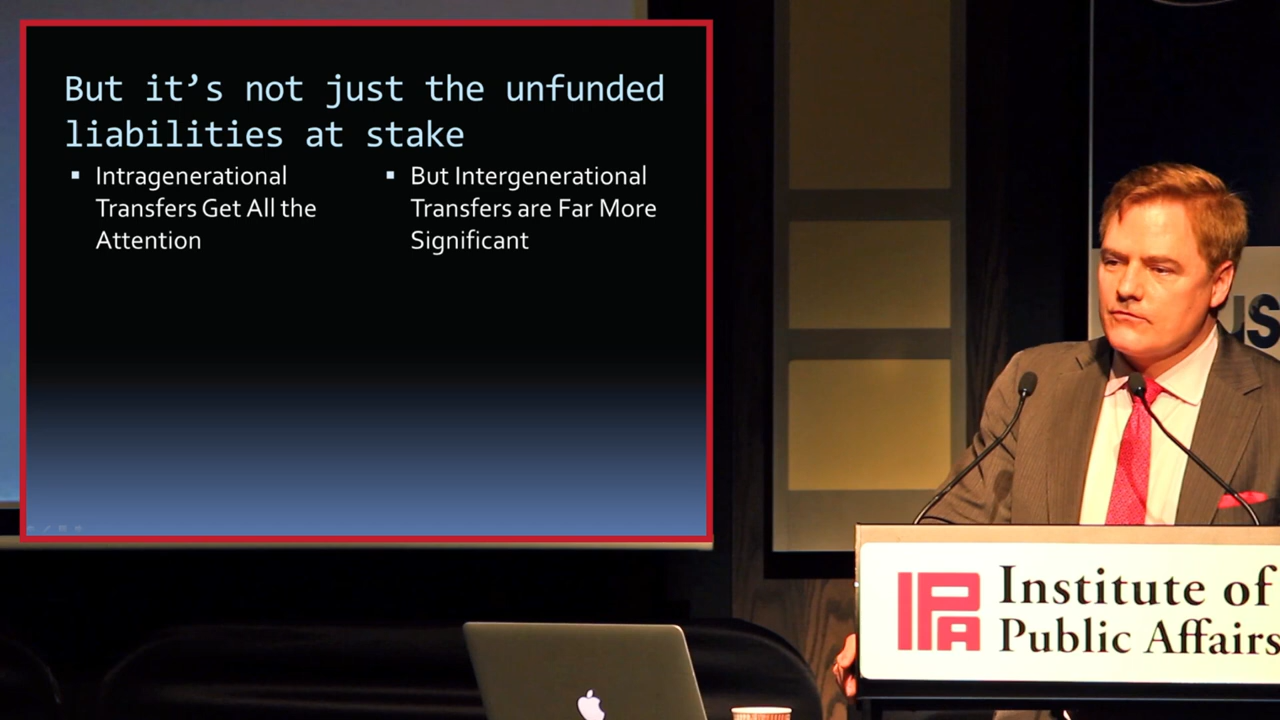 But it’s not just the unfunded
liabilities at stake
▪ Intragenerational
Transfers Get All the
Attention
▪ But Intergenerational
Transfers are Far More
Significant
IPA
Institute of
Public Affairs